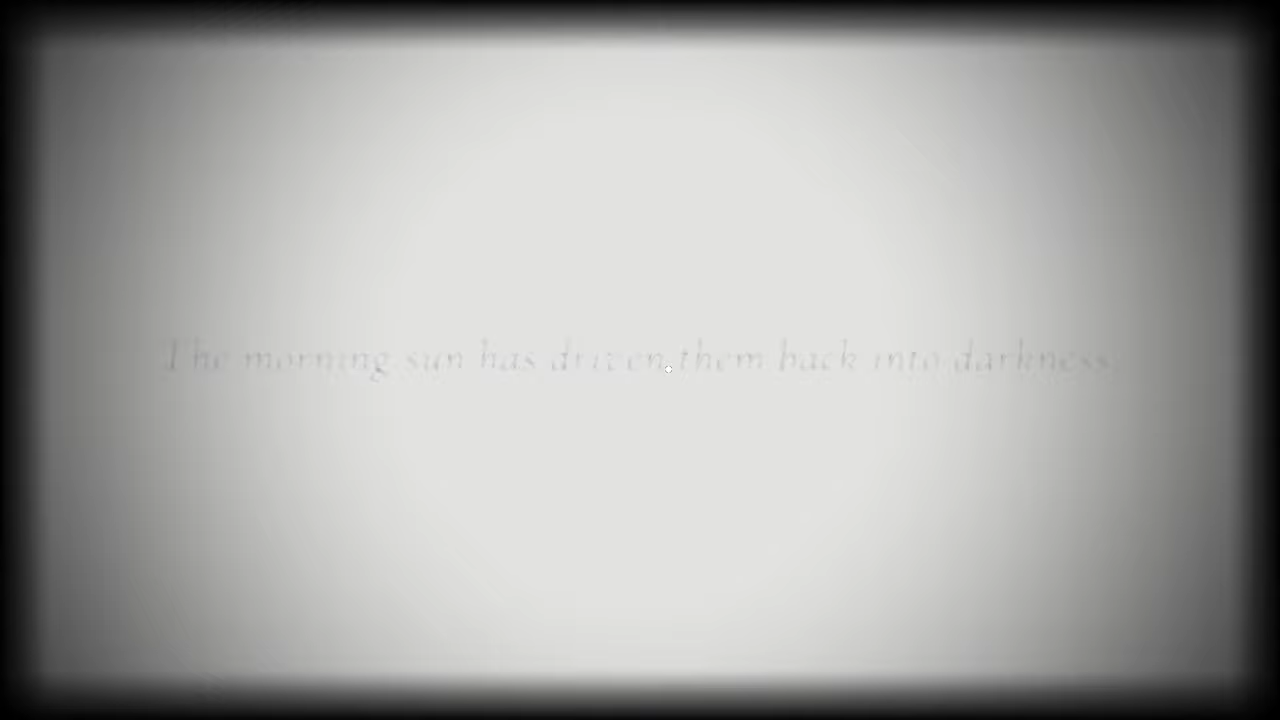 The morning sun has driven them back into darkness.